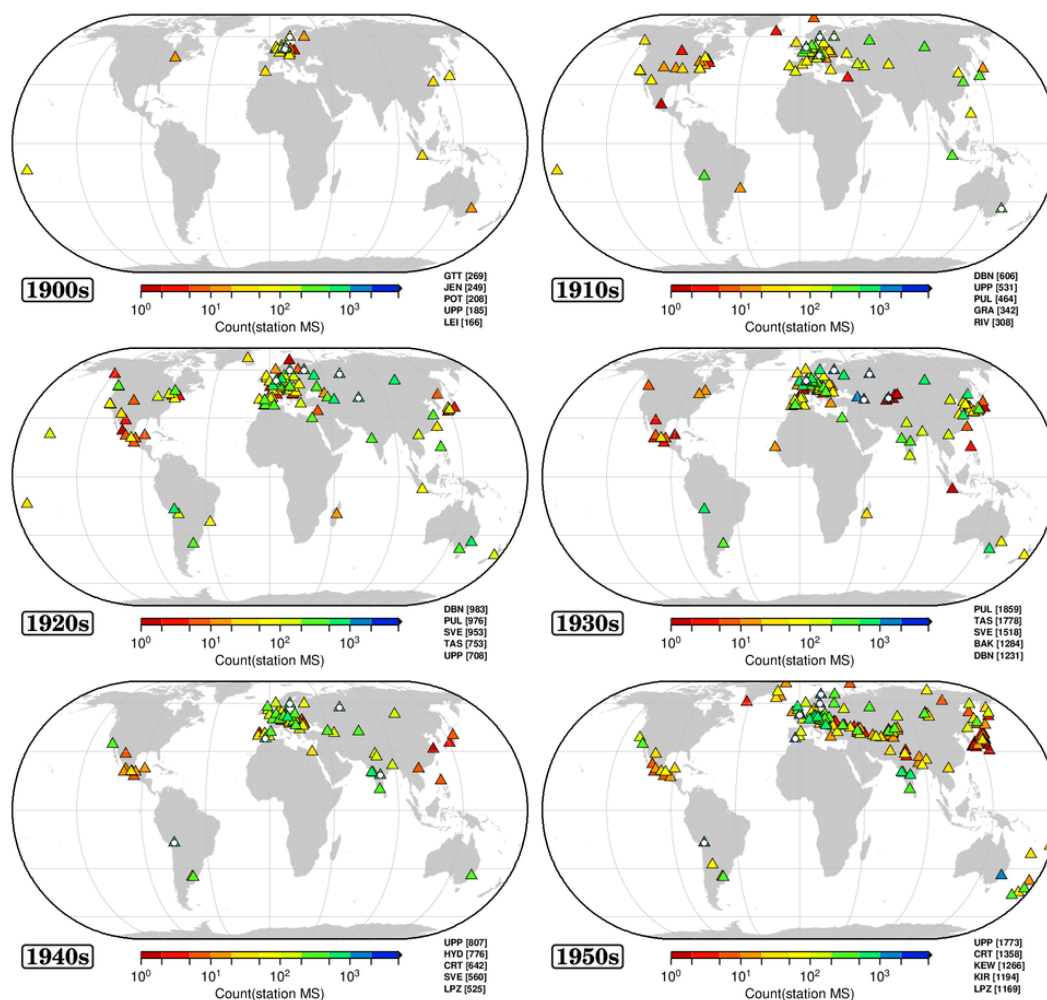 GTT [269]
JEN [249]
POT [208]
UPP [185]
LEI [166]
1900s
10⁰ 10¹ 10² 10³
Count(station MS)
DBN [606]
UPP [531]
PUL [464]
GRA [342]
RIV [308]
1910s
10⁰ 10¹ 10² 10³
Count(station MS)
DBN [983]
PUL [976]
SVE [953]
TAS [753]
UPP [708]
1920s
10⁰ 10¹ 10² 10³
Count(station MS)
PUL [1859]
TAS [1778]
SVE [1518]
BAK [1284]
DBN [1231]
1930s
10⁰ 10¹ 10² 10³
Count(station MS)
UPP [807]
HYD [776]
CRT [642]
SVE [560]
LPZ [525]
1940s
10⁰ 10¹ 10² 10³
Count(station MS)
UPP [1773]
CRT [1358]
KEW [1266]
KIR [1194]
LPZ [1169]
1950s
10⁰ 10¹ 10² 10³
Count(station MS)